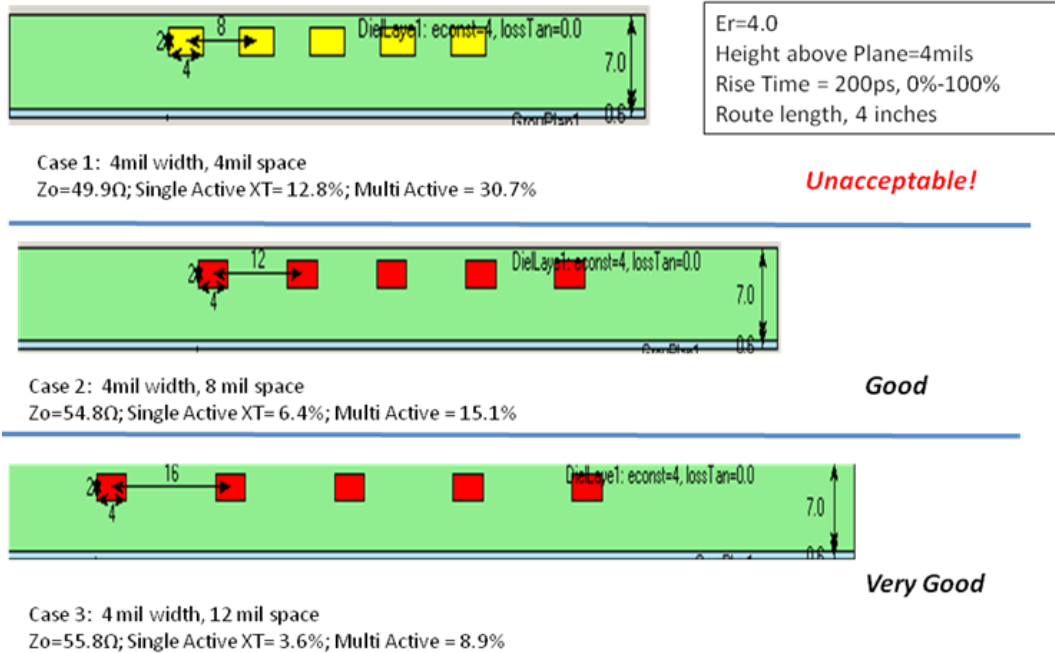 8
DielLaye1: econst=4, lossTan=0.0
2
4
7.0
0.6
GrouPlan1
Er=4.0
Height above Plane=4mils
Rise Time = 200ps, 0%-100%
Route length, 4 inches
Case 1: 4mil width, 4mil space
Zo=49.9Ω; Single Active XT= 12.8%; Multi Active = 30.7%
Unacceptable!
12
DielLaye1: econst=4, lossTan=0.0
2
4
7.0
0.6
GrouPlan1
Case 2: 4mil width, 8 mil space
Zo=54.8Ω; Single Active XT= 6.4%; Multi Active = 15.1%
Good
16
DielLaye1: econst=4, lossTan=0.0
2
4
7.0
0.6
Very Good
Case 3: 4 mil width, 12 mil space
Zo=55.8Ω; Single Active XT= 3.6%; Multi Active = 8.9%